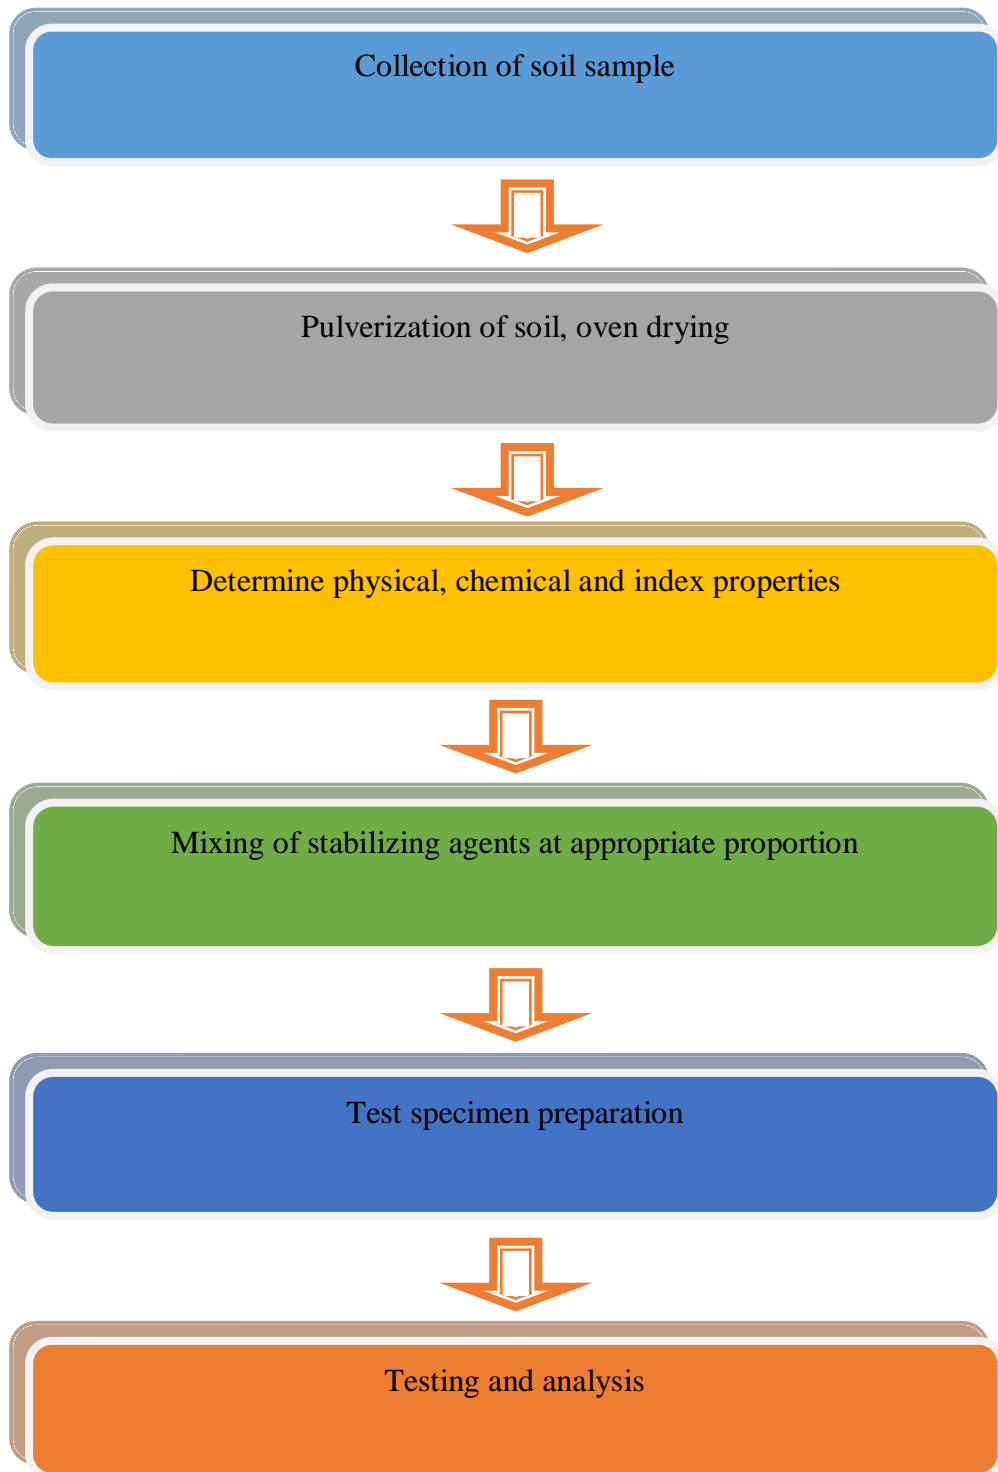 Collection of soil sample
Pulverization of soil, oven drying
Determine physical, chemical and index properties
Mixing of stabilizing agents at appropriate proportion
Test specimen preparation
Testing and analysis